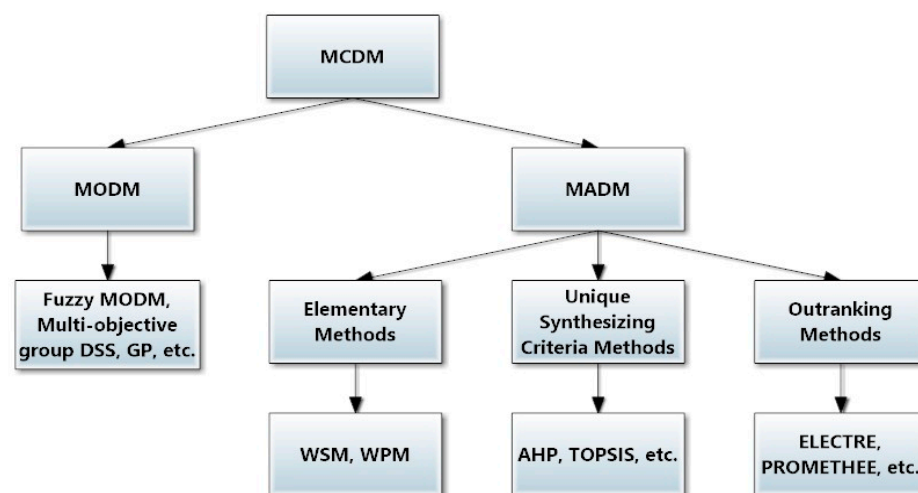 MCDM
MODM
MADM
Fuzzy MODM,
Multi-objective
group DSS, GP, etc.
Elementary
Methods
Unique
Synthesizing
Criteria Methods
Outranking
Methods
WSM, WPM
AHP, TOPSIS, etc.
ELECTRE,
PROMETHEE, etc.